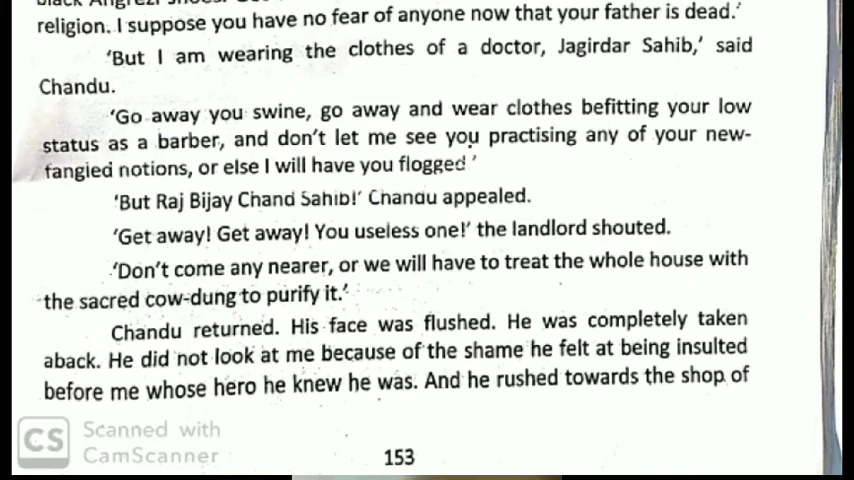 black Angrezi shoes!
religion. I suppose you have no fear of anyone now that your father is dead.'
'But I am wearing the clothes of a doctor, Jagirdar Sahib,' said
Chandu.
'Go away you swine, go away and wear clothes befitting your low
status as a barber, and don't let me see you practising any of your new-
fangied notions, or else I will have you flogged.'
'But Raj Bijay Chand Sahib!' Chandu appealed.
'Get away! Get away! You useless one!' the landlord shouted.
'Don't come any nearer, or we will have to treat the whole house with
the sacred cow-dung to purify it.'
Chandu returned. His face was flushed. He was completely taken
aback. He did not look at me because of the shame he felt at being insulted
before me whose hero he knew he was. And he rushed towards the shop of
CS Scanned with
CamScanner
153